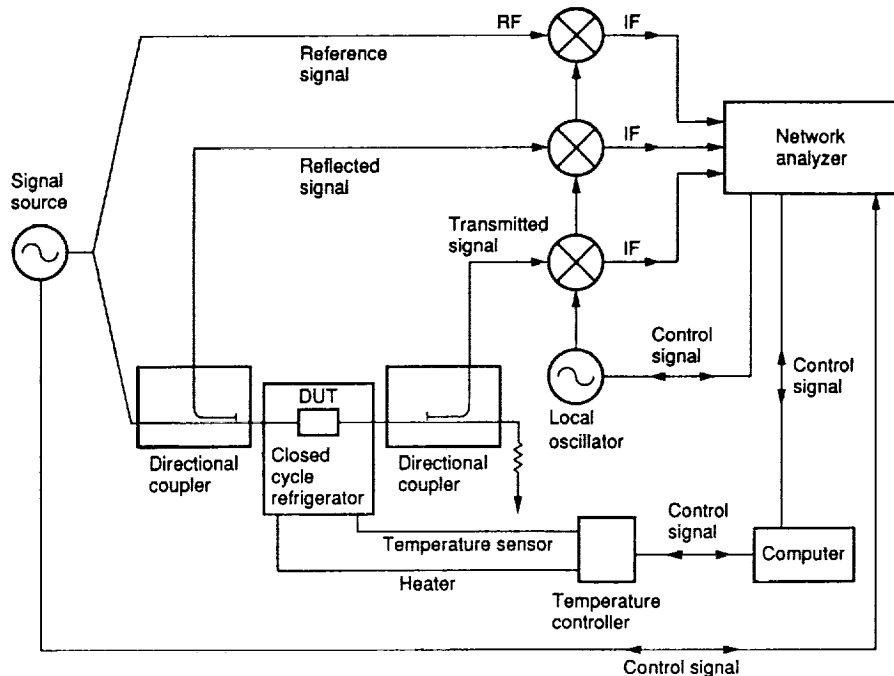 RF
IF
Reference
signal
Network
analyzer
IF
Reflected
signal
Signal
source
Transmitted
signal
IF
Control
signal
Control
signal
Local
oscillator
DUT
Closed
cycle
refrigerator
Directional
coupler
Directional
coupler
Control
signal
Temperature sensor
Computer
Heater
Temperature
controller
Control signal